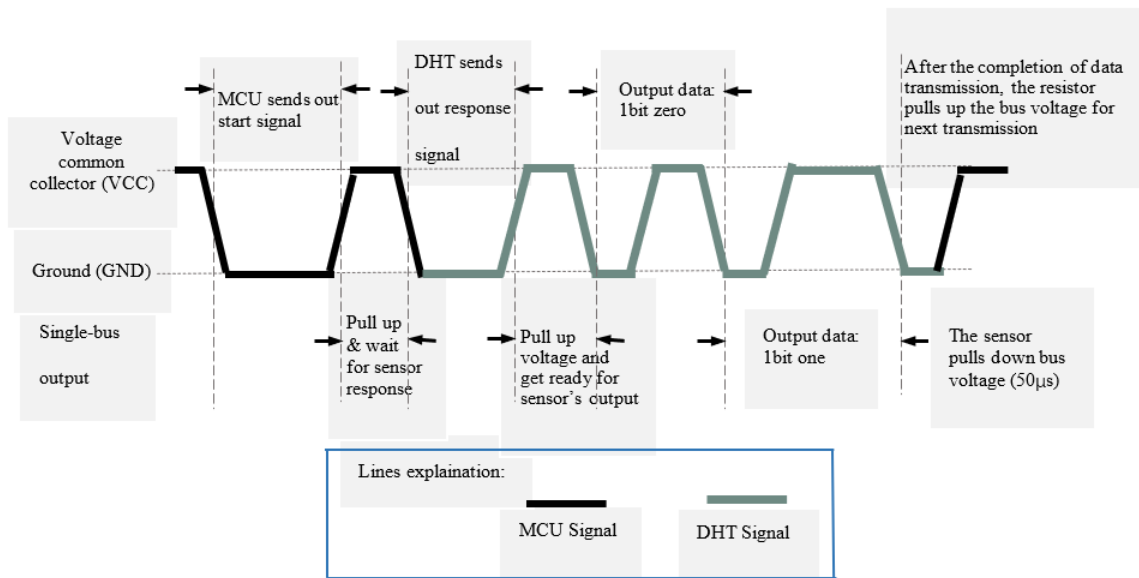 DHT sends
out response
signal
MCU sends out
start signal
Output data:
1bit zero
After the completion of data
transmission, the resistor
pulls up the bus voltage for
next transmission
Voltage
common
collector (VCC)
Ground (GND)
Single-bus
output
Pull up
& wait
for sensor
response
Pull up
voltage and
get ready for
sensor's output
Output data:
1bit one
The sensor
pulls down bus
voltage (50μs)
Lines explaination:
MCU Signal
DHT Signal